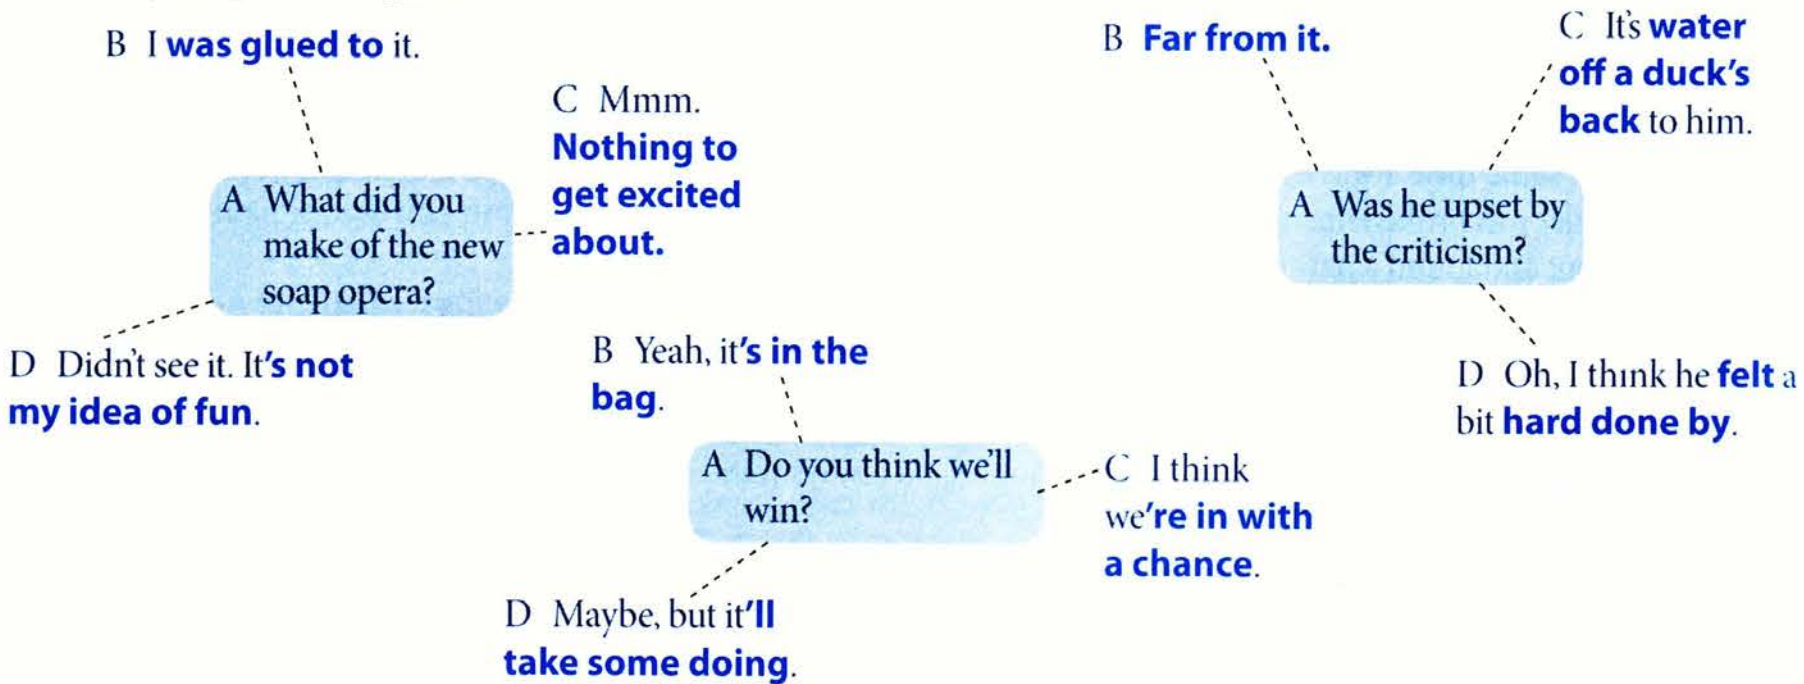 B I was glued to it.
C Mmm.
Nothing to
get excited
about.
A What did you
make of the new
soap opera?
D Didn't see it. It's not
my idea of fun.
B Far from it.
C It's water
off a duck's
back to him.
A Was he upset by
the criticism?
D Oh, I think he felt a
bit hard done by.
B Yeah, it's in the
bag.
A Do you think we'll
win?
C I think
we're in with
a chance.
D Maybe, but it'll
take some doing.